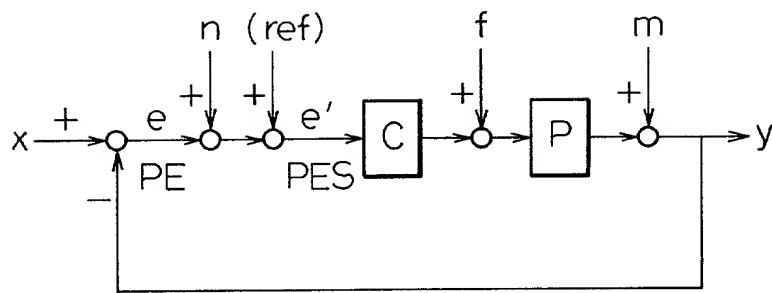 n (ref) f m
+ + + +
x + e e′ C P y
− PE PES